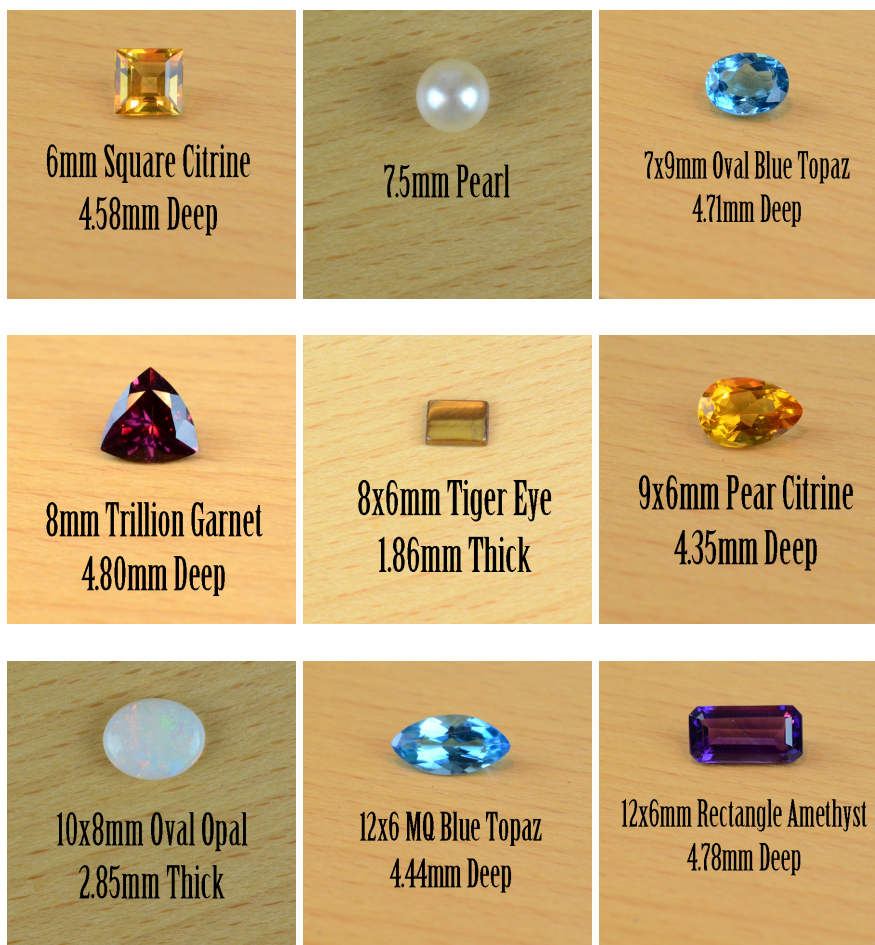 6mm Square Citrine
4.58mm Deep
7.5mm Pearl
7x9mm Oval Blue Topaz
4.71mm Deep
8mm Trillion Garnet
4.80mm Deep
8x6mm Tiger Eye
1.86mm Thick
9x6mm Pear Citrine
4.35mm Deep
10x8mm Oval Opal
2.85mm Thick
12x6 MQ Blue Topaz
4.44mm Deep
12x6mm Rectangle Amethyst
4.78mm Deep